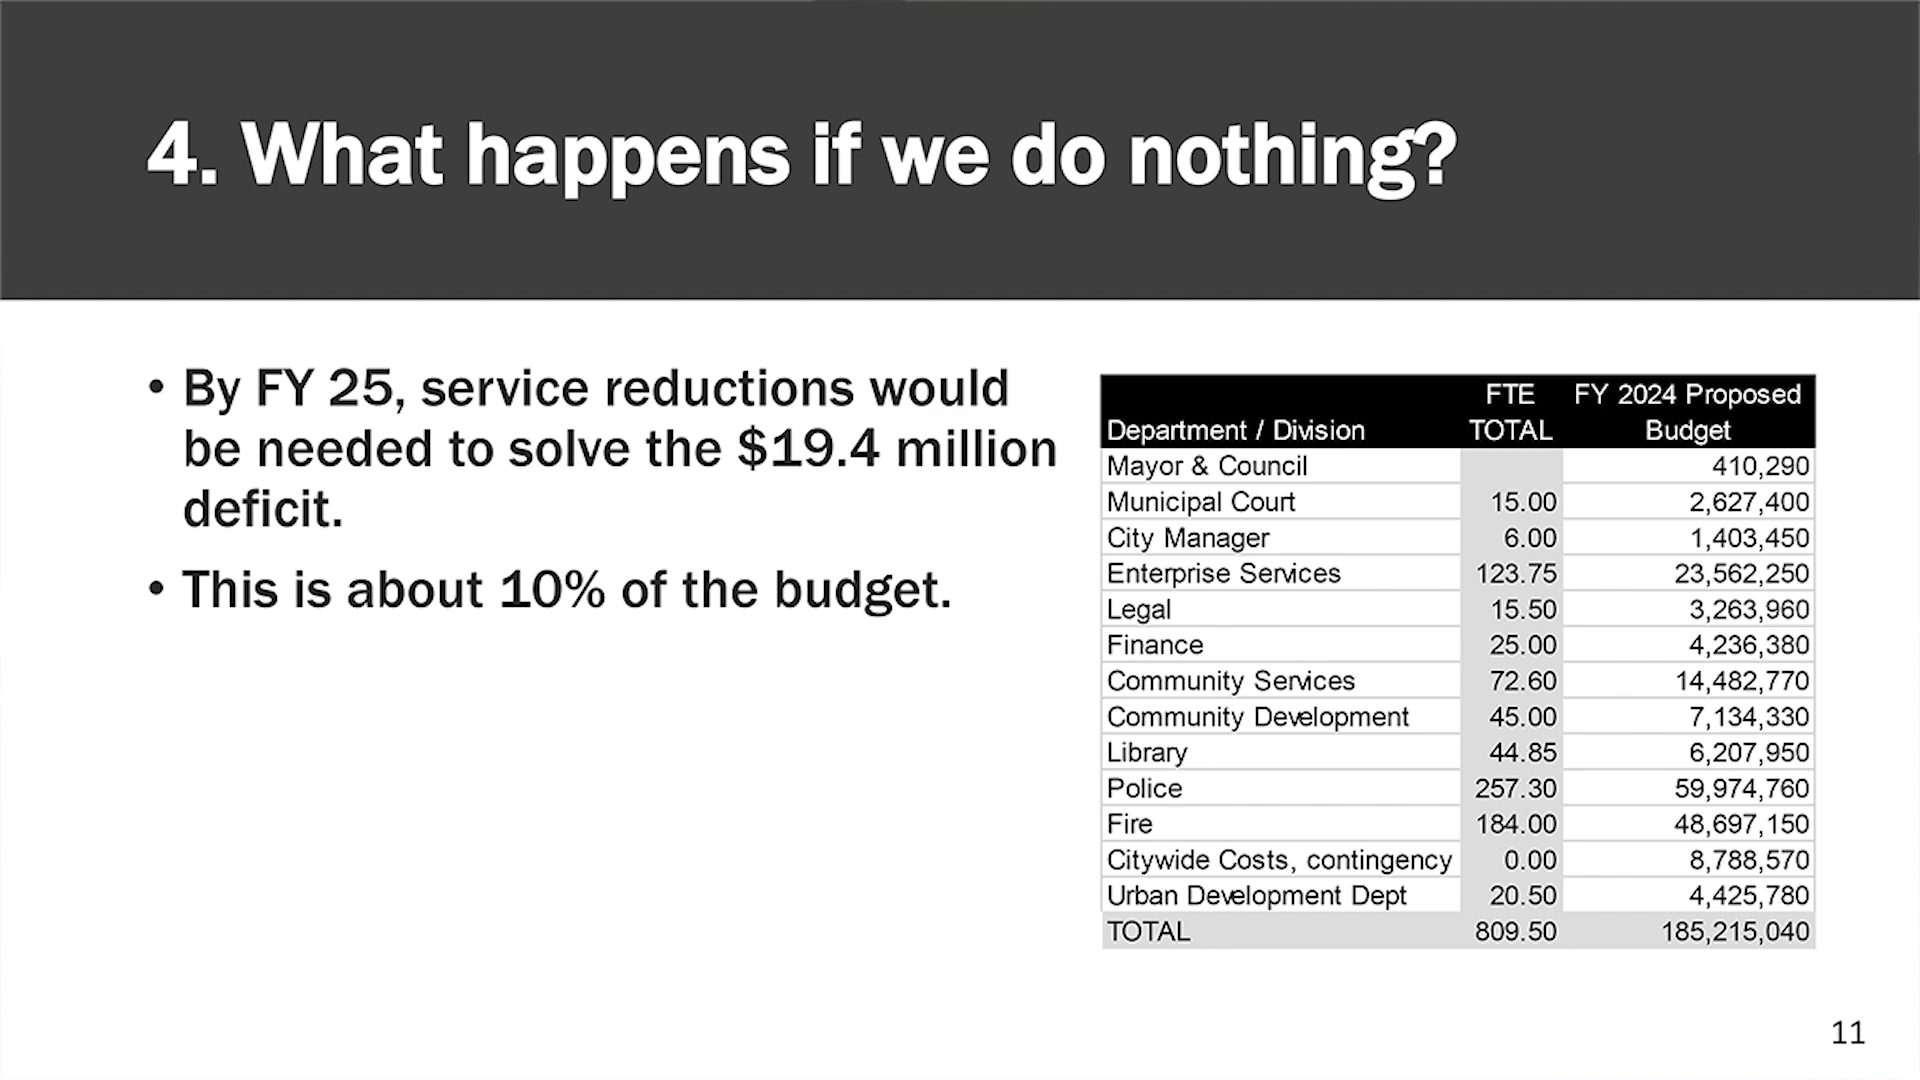 4. What happens if we do nothing?
• By FY 25, service reductions would
be needed to solve the $19.4 million
deficit.
• This is about 10% of the budget.
FTE FY 2024 Proposed
Department / Division TOTAL Budget
Mayor & Council 410,290
Municipal Court 15.00 2,627,400
City Manager 6.00 1,403,450
Enterprise Services 123.75 23,562,250
Legal 15.50 3,263,960
Finance 25.00 4,236,380
Community Services 72.60 14,482,770
Community Development 45.00 7,134,330
Library 44.85 6,207,950
Police 257.30 59,974,760
Fire 184.00 48,697,150
Citywide Costs, contingency 0.00 8,788,570
Urban Development Dept 20.50 4,425,780
TOTAL 809.50 185,215,040
11